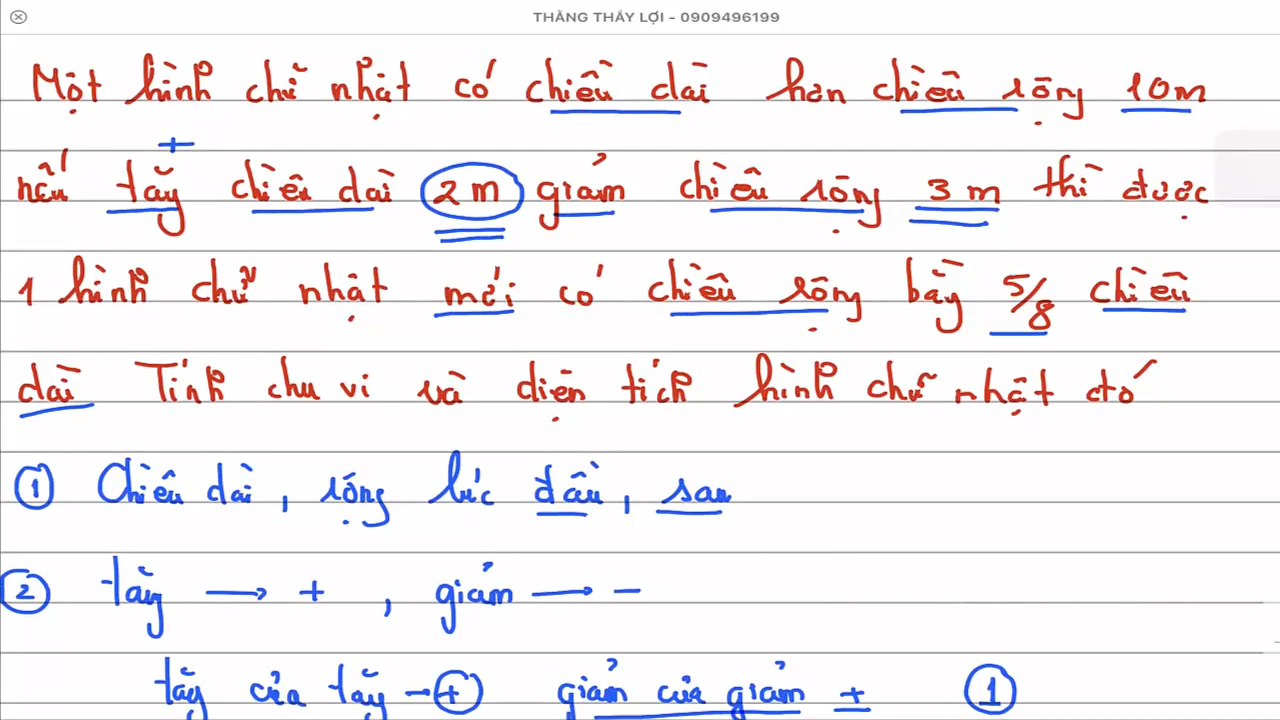 THẦNG THẦY LỢI - 0909496199
Một hình chữ nhật có chiều dài hơn chiều rộng 10m
nếu tăng chiều dài 2m giảm chiều rộng 3m thì được
1 hình chữ nhật mới có chiều rộng bằng 5/8 chiều
dài Tính chu vi và diện tích hình chữ nhật đó
① Chiều dài, rộng lúc đầu, sau
② tăng → + , giảm → −
tăng của tăng → + giảm của giảm + ①